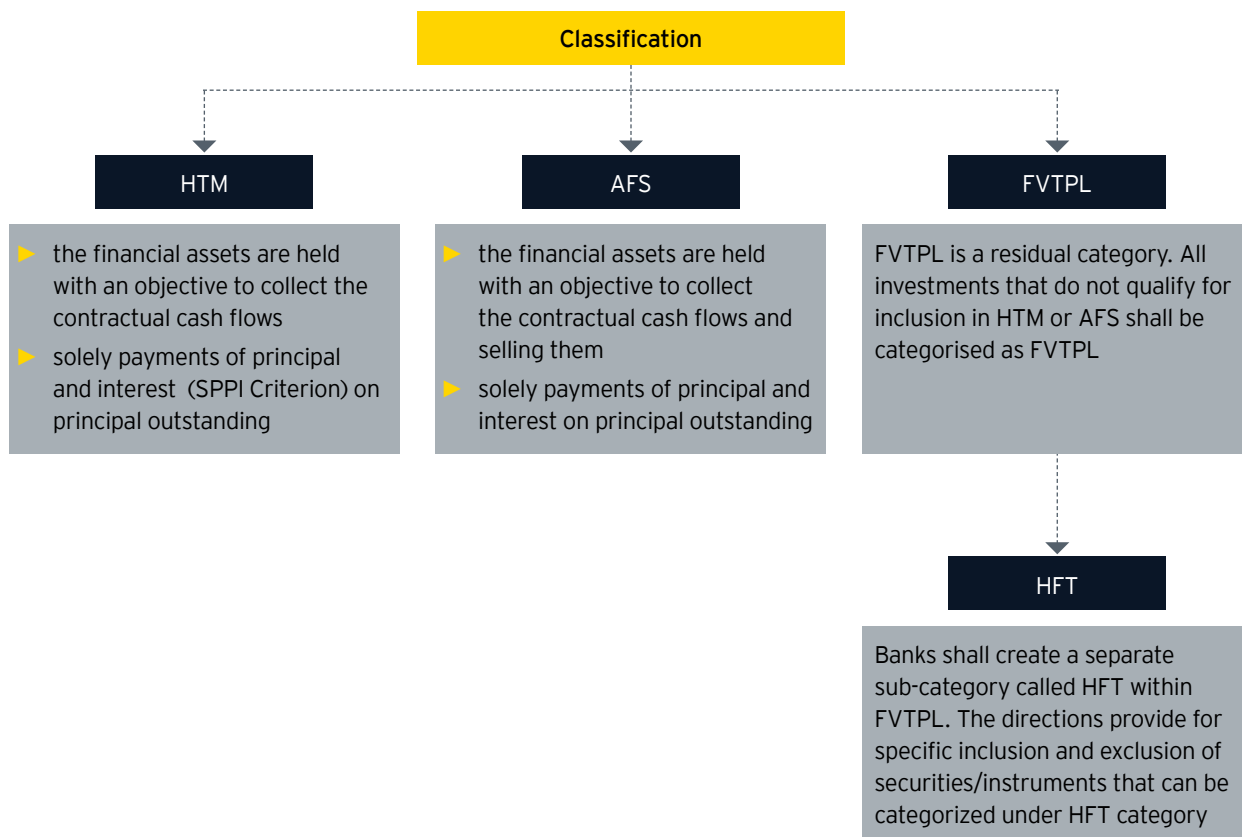 Classification
HTM
the financial assets are held
with an objective to collect the
contractual cash flows
solely payments of principal
and interest (SPPI Criterion) on
principal outstanding
AFS
the financial assets are held
with an objective to collect
the contractual cash flows and
selling them
solely payments of principal and
interest on principal outstanding
FVTPL
FVTPL is a residual category. All
investments that do not qualify for
inclusion in HTM or AFS shall be
categorised as FVTPL
HFT
Banks shall create a separate
sub-category called HFT within
FVTPL. The directions provide for
specific inclusion and exclusion of
securities/instruments that can be
categorized under HFT category